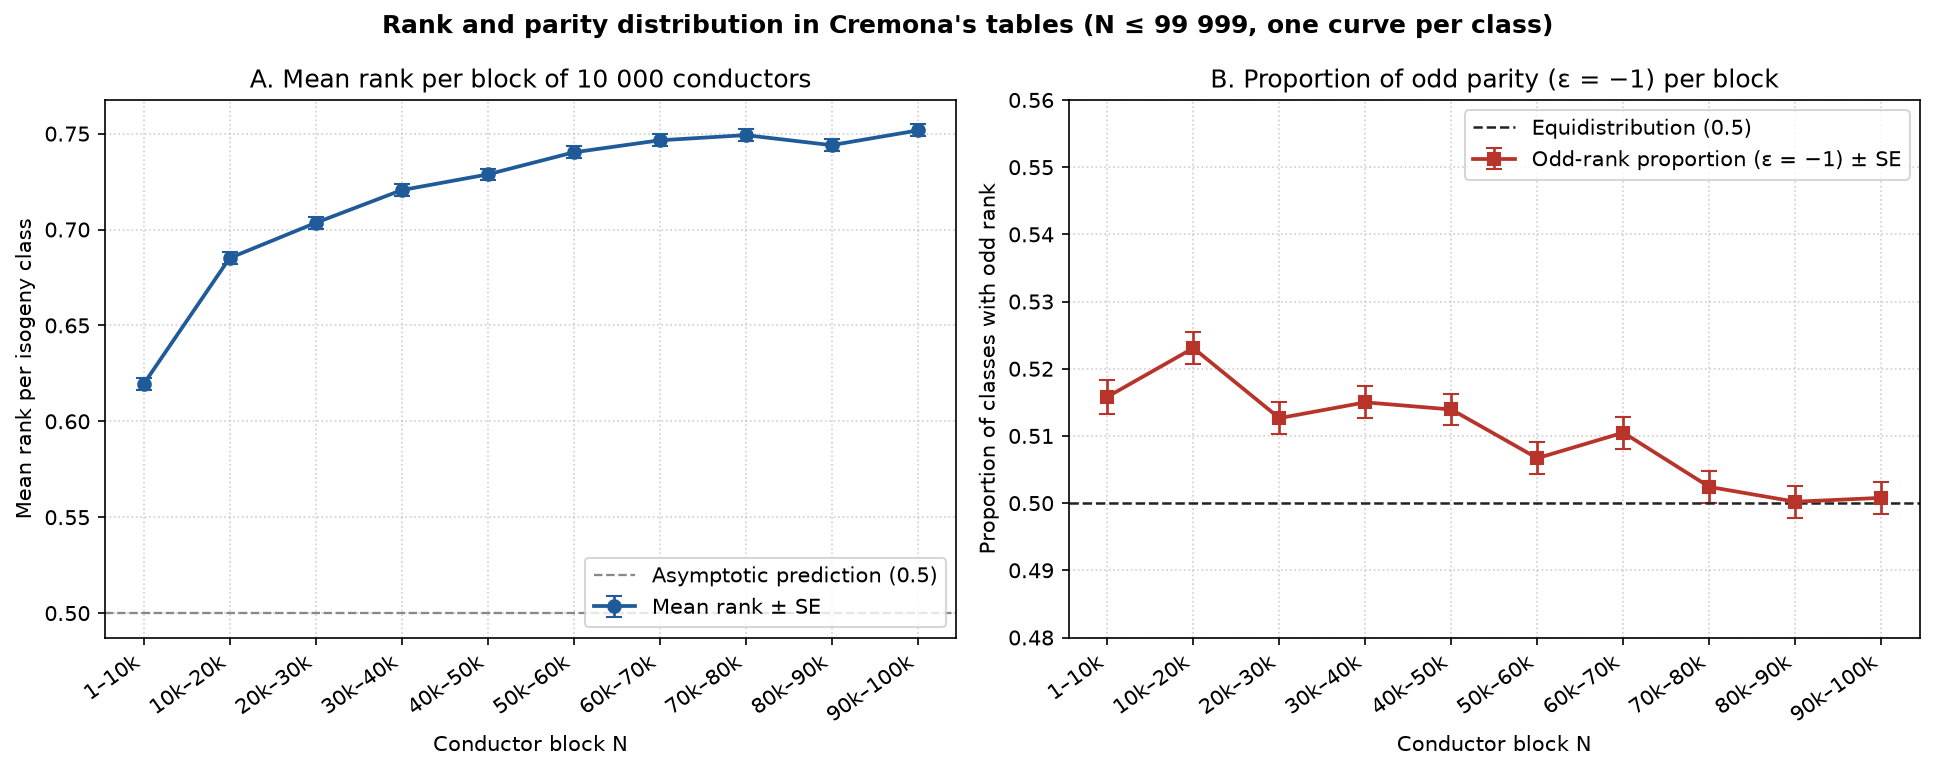 Rank and parity distribution in Cremona's tables (N ≤ 99 999, one curve per class)
A. Mean rank per block of 10 000 conductors
Mean rank per isogeny class
0.75
0.70
0.65
0.60
0.55
0.50
Asymptotic prediction (0.5)
Mean rank ± SE
1–10k
10k–20k
20k–30k
30k–40k
40k–50k
50k–60k
60k–70k
70k–80k
80k–90k
90k–100k
Conductor block N
B. Proportion of odd parity (ε = −1) per block
Proportion of classes with odd rank
0.56
0.55
0.54
0.53
0.52
0.51
0.50
0.49
0.48
Equidistribution (0.5)
Odd-rank proportion (ε = −1) ± SE
1–10k
10k–20k
20k–30k
30k–40k
40k–50k
50k–60k
60k–70k
70k–80k
80k–90k
90k–100k
Conductor block N